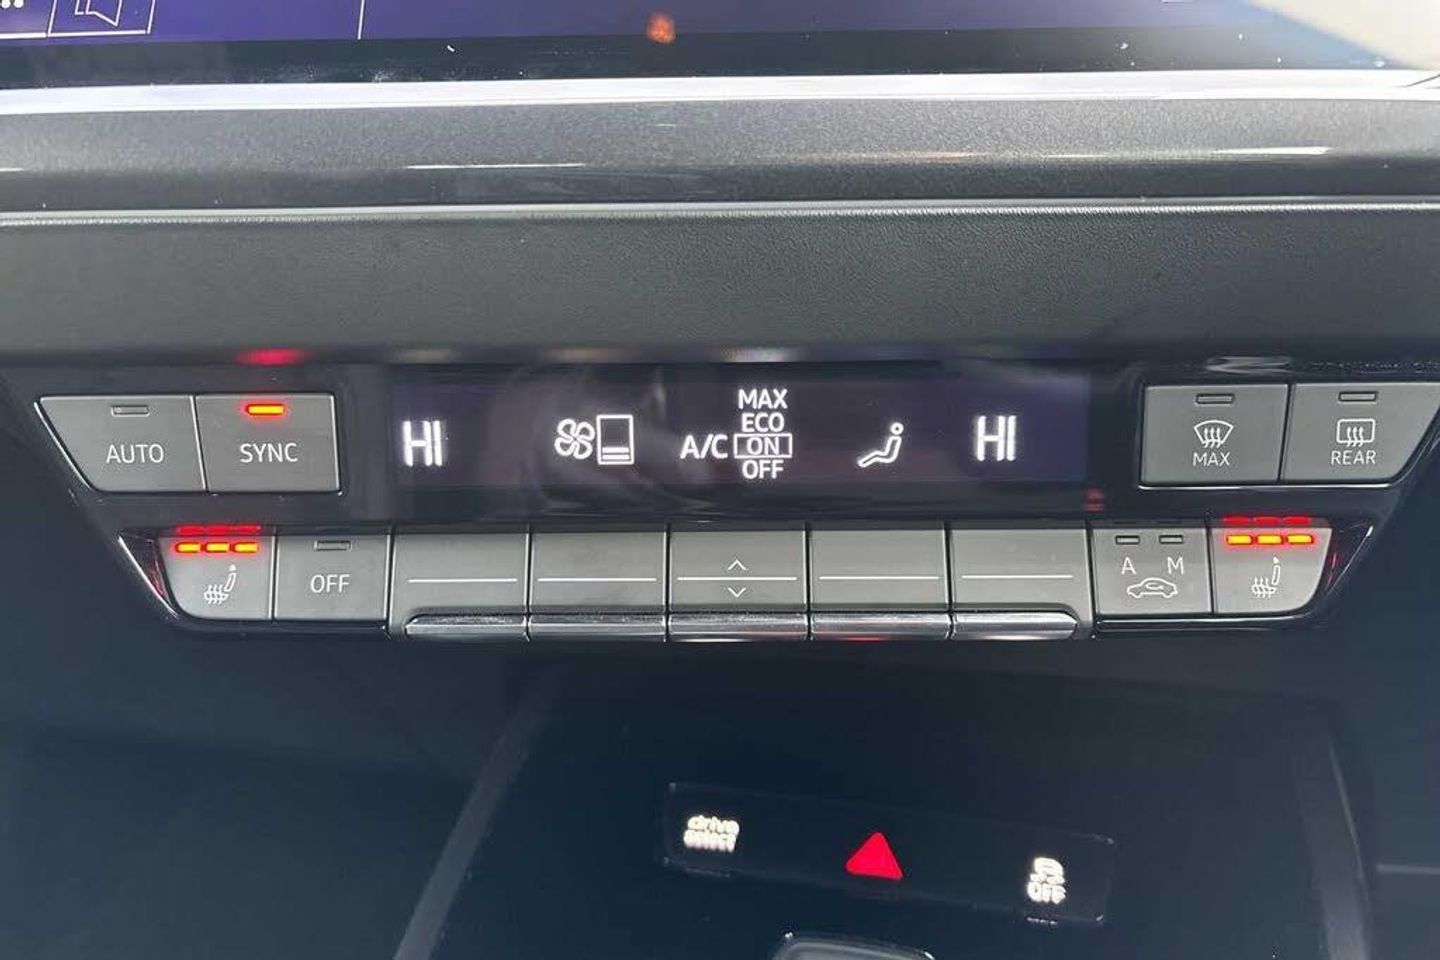 MAX
AUTO
SYNC
HI
A/C
ECO
ON
OFF
HI
MAX
REAR
OFF
A
M
drive
select
OFF